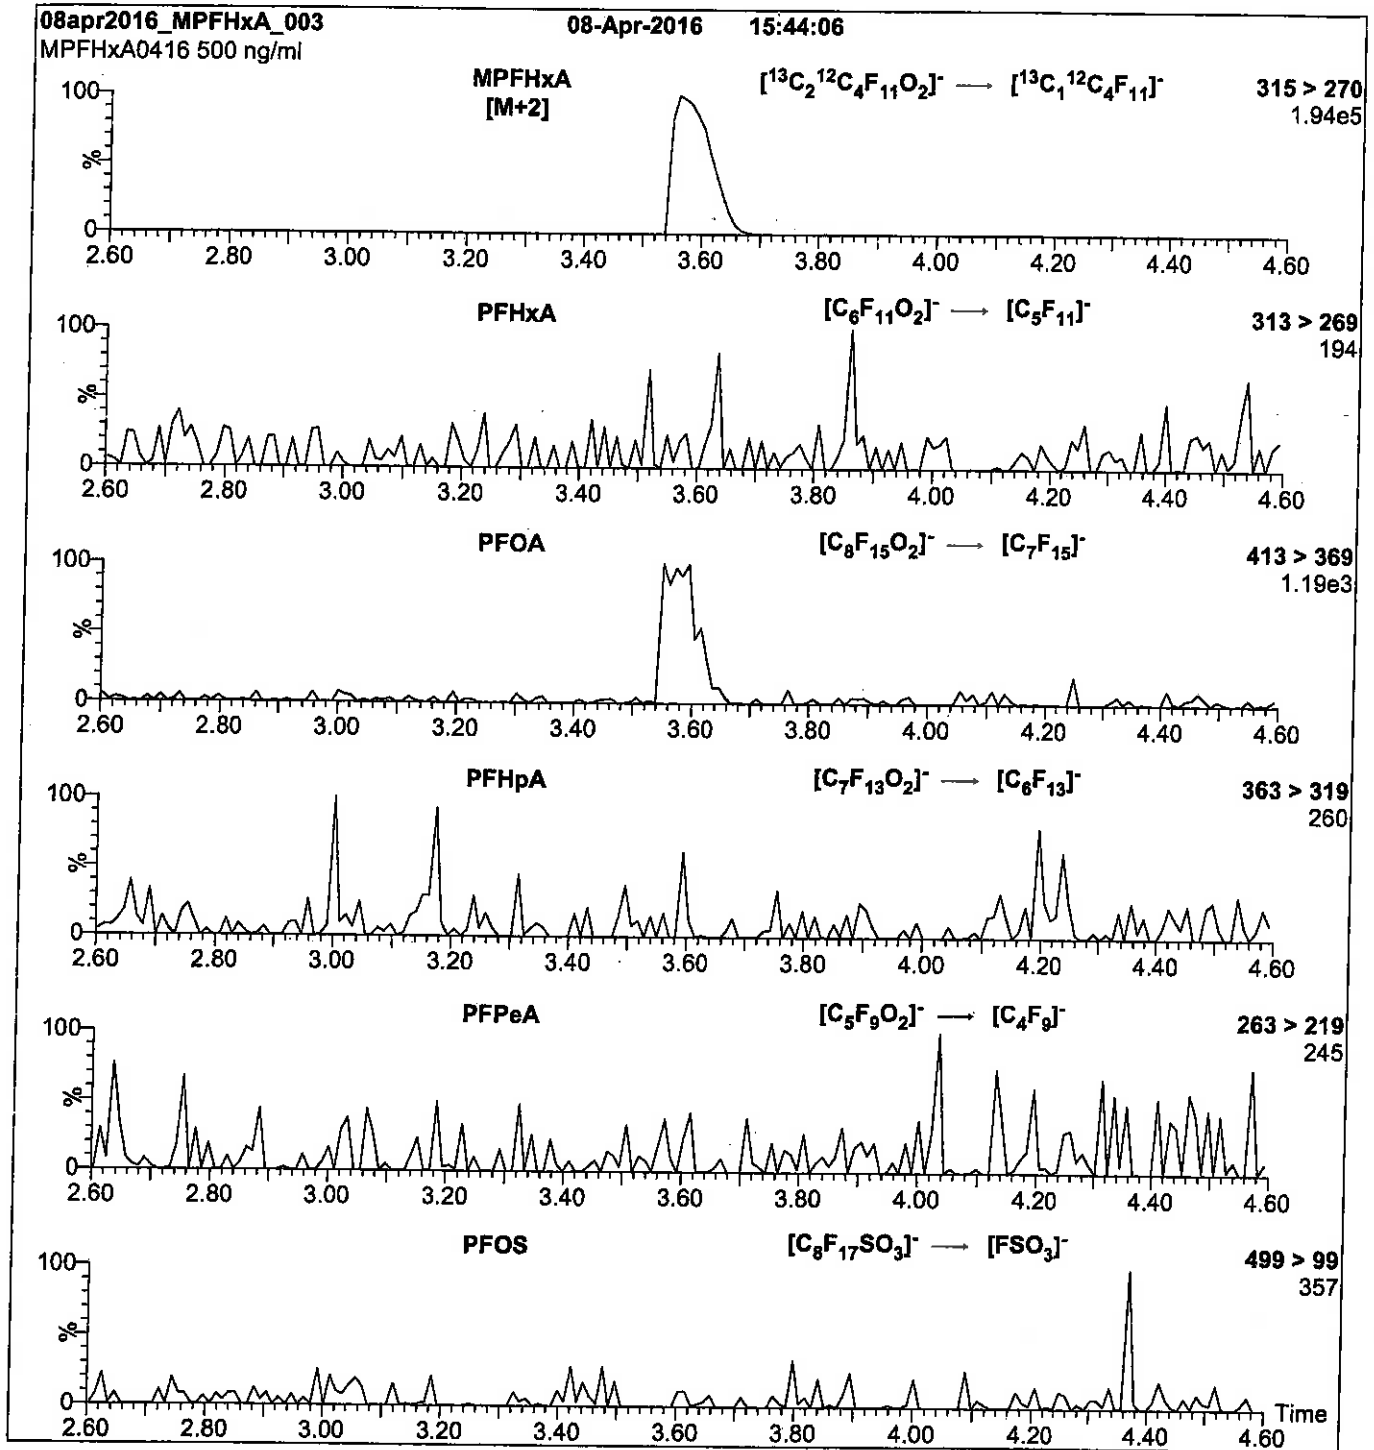 08apr2016_MPFHxA_003 08-Apr-2016 15:44:06
MPFHxA0416 500 ng/ml
MPFHxA [¹³C₂¹²C₄F₁₁O₂]⁻ → [¹³C₁¹²C₄F₁₁]⁻ 315 > 270
[M+2] 1.94e5
100
%
0
2.60 2.80 3.00 3.20 3.40 3.60 3.80 4.00 4.20 4.40 4.60
PFHxA [C₆F₁₁O₂]⁻ → [C₅F₁₁]⁻ 313 > 269
194
100
%
0
2.60 2.80 3.00 3.20 3.40 3.60 3.80 4.00 4.20 4.40 4.60
PFOA [C₈F₁₅O₂]⁻ → [C₇F₁₅]⁻ 413 > 369
1.19e3
100
%
0
2.60 2.80 3.00 3.20 3.40 3.60 3.80 4.00 4.20 4.40 4.60
PFHpA [C₇F₁₃O₂]⁻ → [C₆F₁₃]⁻ 363 > 319
260
100
%
0
2.60 2.80 3.00 3.20 3.40 3.60 3.80 4.00 4.20 4.40 4.60
PFPeA [C₅F₉O₂]⁻ → [C₄F₉]⁻ 263 > 219
245
100
%
0
2.60 2.80 3.00 3.20 3.40 3.60 3.80 4.00 4.20 4.40 4.60
PFOS [C₈F₁₇SO₃]⁻ → [FSO₃]⁻ 499 > 99
357
100
%
0
2.60 2.80 3.00 3.20 3.40 3.60 3.80 4.00 4.20 4.40 4.60 Time